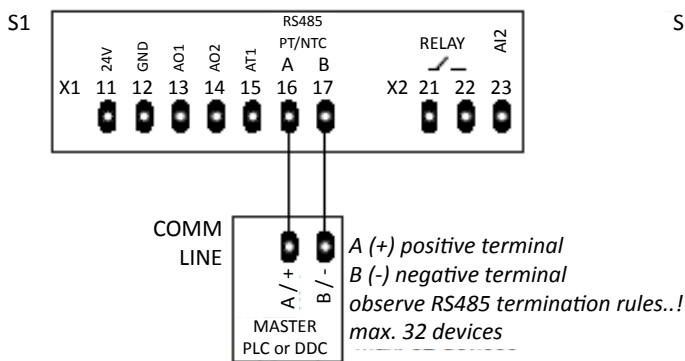 S1
S
RS485
PT/NTC
RELAY
24V GND AO1 AO2 AT1 A B AI2
X1 11 12 13 14 15 16 17 X2 21 22 23
COMM
LINE
A / + B / -
MASTER
PLC or DDC
A (+) positive terminal
B (-) negative terminal
observe RS485 termination rules..!
max. 32 devices